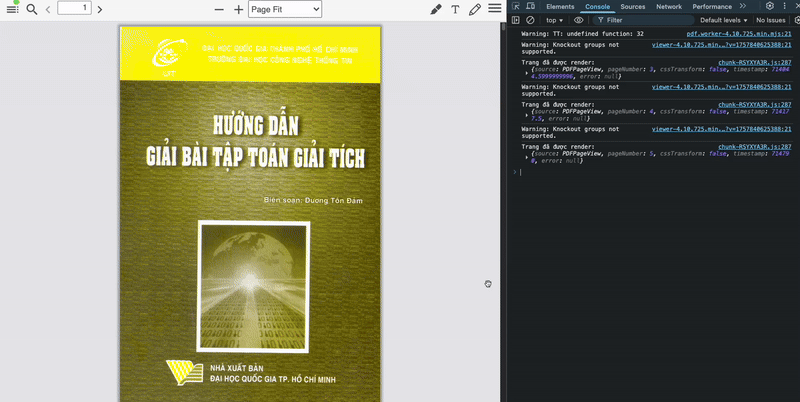 1
Page Fit
ĐẠI HỌC QUỐC GIA THÀNH PHỐ HỒ CHÍ MINH
TRƯỜNG ĐẠI HỌC CÔNG NGHỆ THÔNG TIN
UIT
HƯỚNG DẪN
GIẢI BÀI TẬP TOÁN GIẢI TÍCH
Biên soạn: Dương Tôn Đảm
NHÀ XUẤT BẢN
ĐẠI HỌC QUỐC GIA TP. HỒ CHÍ MINH
Elements Console Sources Network Performance
top Filter Default levels No Issues
Warning: TT: undefined function: 32 pdf.worker-4.10.725.min.mjs:21
Warning: Knockout groups not supported. viewer-4.10.725.min.…?v=1757840625388:21
Trang đã được render: chunk-RSYXYA3R.js:287
{source: PDFPageView, pageNumber: 3, cssTransform: false, timestamp: 71404
4.5999999996, error: null}
Warning: Knockout groups not supported. viewer-4.10.725.min.…?v=1757840625388:21
Trang đã được render: chunk-RSYXYA3R.js:287
{source: PDFPageView, pageNumber: 4, cssTransform: false, timestamp: 71417
7.5, error: null}
Warning: Knockout groups not supported. viewer-4.10.725.min.…?v=1757840625388:21
Trang đã được render: chunk-RSYXYA3R.js:287
{source: PDFPageView, pageNumber: 5, cssTransform: false, timestamp: 71479
0, error: null}